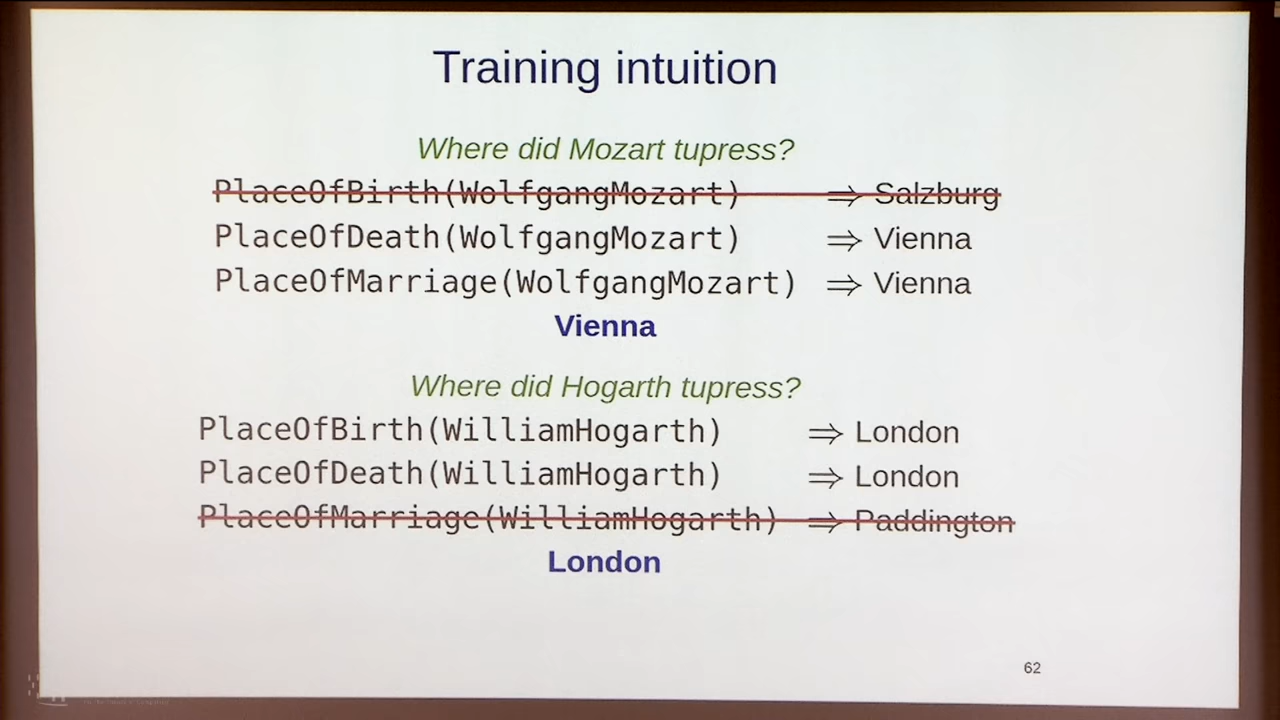 Training intuition
Where did Mozart tupress?
PlaceOfBirth(WolfgangMozart) ⇒ Salzburg
PlaceOfDeath(WolfgangMozart) ⇒ Vienna
PlaceOfMarriage(WolfgangMozart) ⇒ Vienna
Vienna
Where did Hogarth tupress?
PlaceOfBirth(WilliamHogarth) ⇒ London
PlaceOfDeath(WilliamHogarth) ⇒ London
PlaceOfMarriage(WilliamHogarth) ⇒ Paddington
London
62